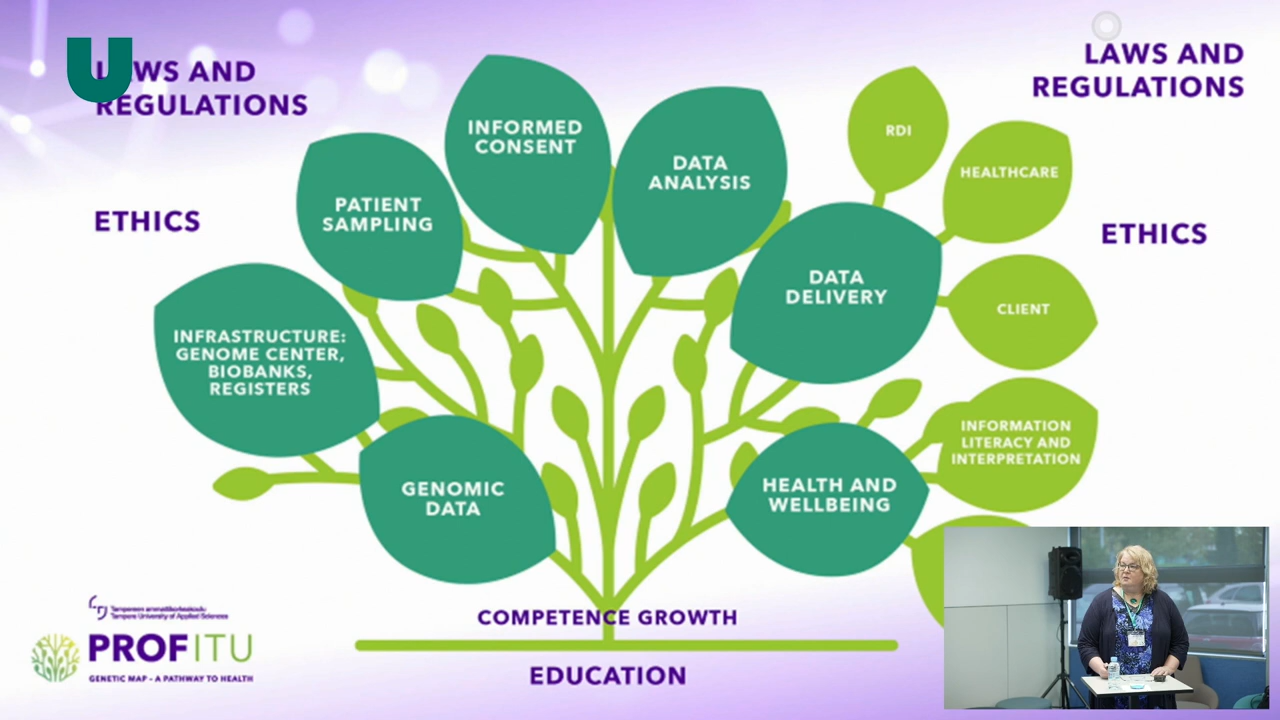 U
LAWS AND
REGULATIONS
LAWS AND
REGULATIONS
ETHICS
ETHICS
INFORMED
CONSENT
DATA
ANALYSIS
RDI
HEALTHCARE
PATIENT
SAMPLING
DATA
DELIVERY
CLIENT
INFRASTRUCTURE:
GENOME CENTER,
BIOBANKS,
REGISTERS
INFORMATION
LITERACY AND
INTERPRETATION
GENOMIC
DATA
HEALTH AND
WELLBEING
COMPETENCE GROWTH
EDUCATION
Tampereen ammattikorkeakoulu
Tampere University of Applied Sciences
PROFITU
GENETIC MAP – A PATHWAY TO HEALTH